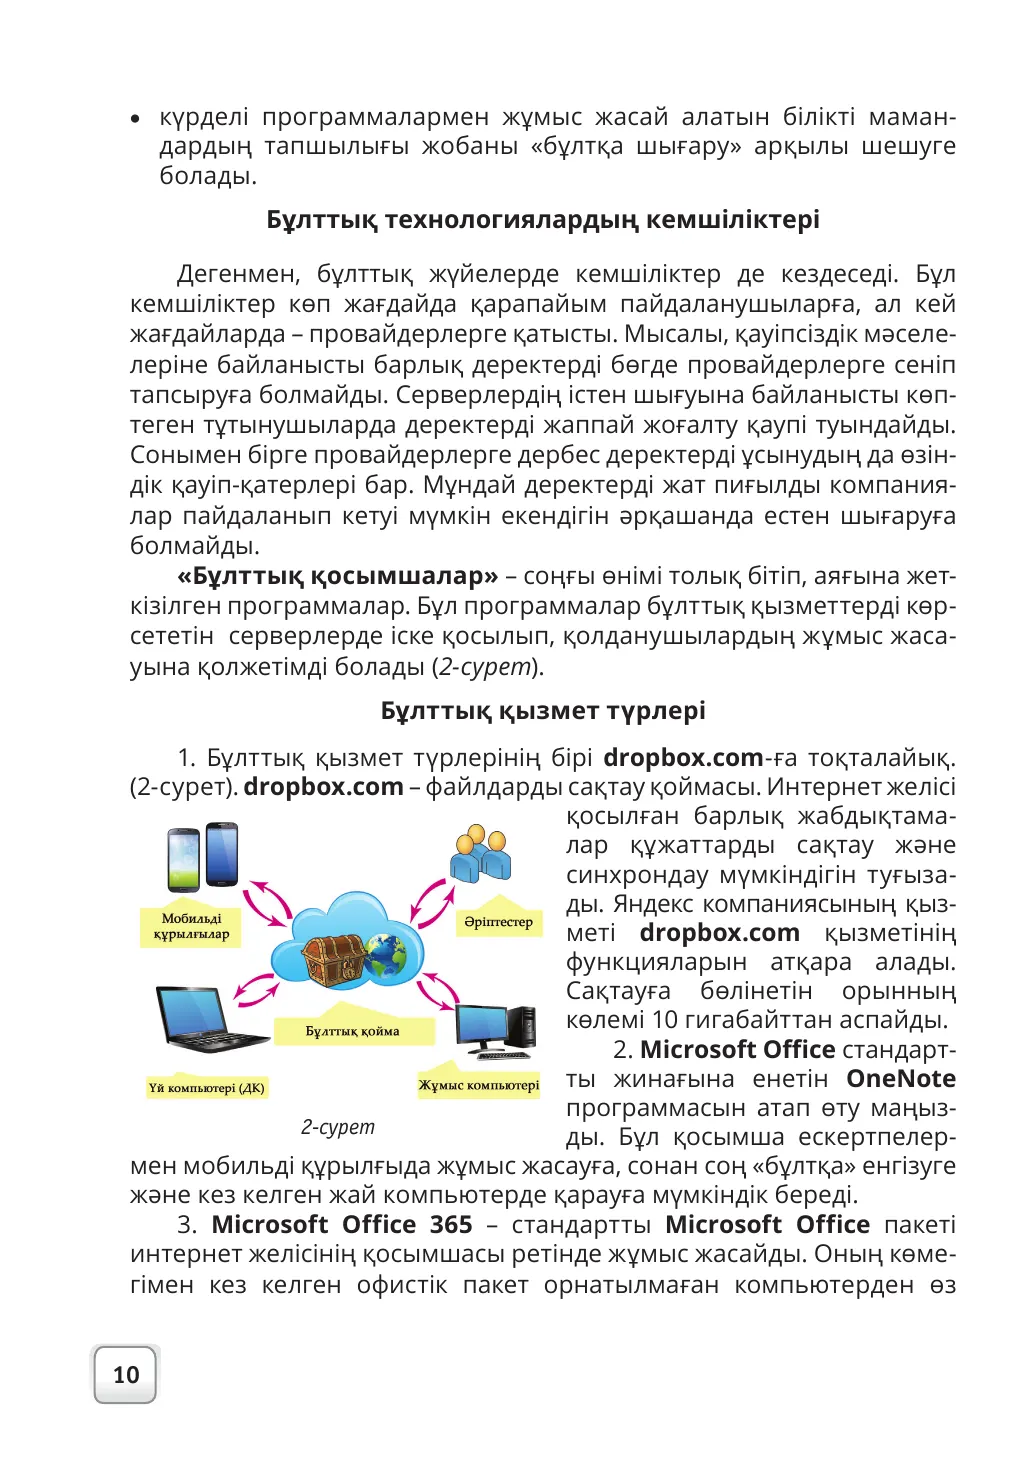 • күрделі программалармен жұмыс жасай алатын білікті маман-
дардың тапшылығы жобаны «бұлтқа шығару» арқылы шешуге
болады.
Бұлттық технологиялардың кемшіліктері
Дегенмен, бұлттық жүйелерде кемшіліктер де кездеседі. Бұл
кемшіліктер көп жағдайда қарапайым пайдаланушыларға, ал кей
жағдайларда – провайдерлерге қатысты. Мысалы, қауіпсіздік мәселе-
леріне байланысты барлық деректерді бөгде провайдерлерге сеніп
тапсыруға болмайды. Серверлердің істен шығуына байланысты көп-
теген тұтынушыларда деректерді жаппай жоғалту қаупі туындайды.
Сонымен бірге провайдерлерге дербес деректерді ұсынудың да өзін-
дік қауіп-қатерлері бар. Мұндай деректерді жат пиғылды компания-
лар пайдаланып кетуі мүмкін екендігін әрқашанда естен шығаруға
болмайды.
«Бұлттық қосымшалар» – соңғы өнімі толық бітіп, аяғына жет-
кізілген программалар. Бұл программалар бұлттық қызметтерді көр-
сететін серверлерде іске қосылып, қолданушылардың жұмыс жаса-
уына қолжетімді болады (2-сурет).
Бұлттық қызмет түрлері
1. Бұлттық қызмет түрлерінің бірі dropbox.com-ға тоқталайық.
(2-сурет). dropbox.com – файлдарды сақтау қоймасы. Интернет желісі
қосылған барлық жабдықтама-
лар құжаттарды сақтау және
синхрондау мүмкіндігін туғыза-
ды. Яндекс компаниясының қыз-
меті dropbox.com қызметінің
функцияларын атқара алады.
Сақтауға бөлінетін орынның
көлемі 10 гигабайттан аспайды.
Мобильді
құрылғылар
Әріптестер
Бұлттық қойма
Үй компьютері (ДК)
Жұмыс компьютері
2-сурет
2. Microsoft Office стандарт-
ты жинағына енетін OneNote
программасын атап өту маңыз-
ды. Бұл қосымша ескертпелер-
мен мобильді құрылғыда жұмыс жасауға, сонан соң «бұлтқа» енгізуге
және кез келген жай компьютерде қарауға мүмкіндік береді.
3. Microsoft Office 365 – стандартты Microsoft Office пакеті
интернет желісінің қосымшасы ретінде жұмыс жасайды. Оның көме-
гімен кез келген офистік пакет орнатылмаған компьютерден өз
10